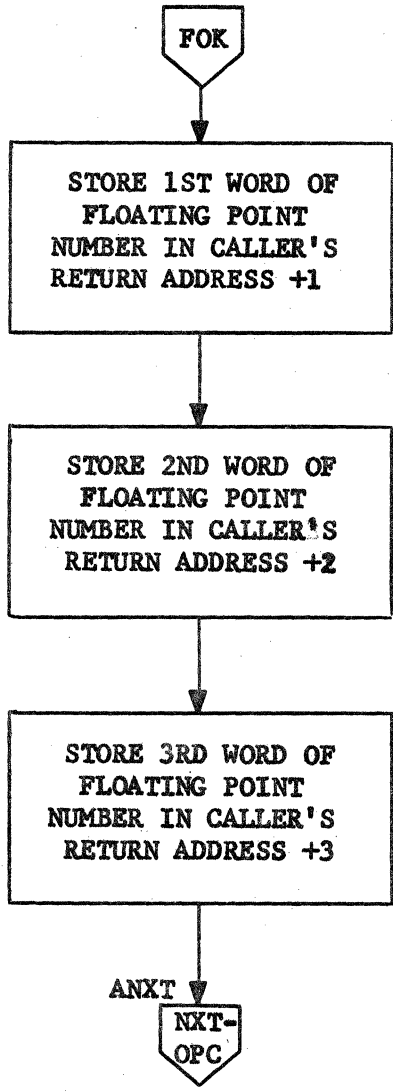 FOK
STORE 1ST WORD OF
FLOATING POINT
NUMBER IN CALLER'S
RETURN ADDRESS +1
STORE 2ND WORD OF
FLOATING POINT
NUMBER IN CALLER'S
RETURN ADDRESS +2
STORE 3RD WORD OF
FLOATING POINT
NUMBER IN CALLER'S
RETURN ADDRESS +3
ANXT
NXT-
OPC